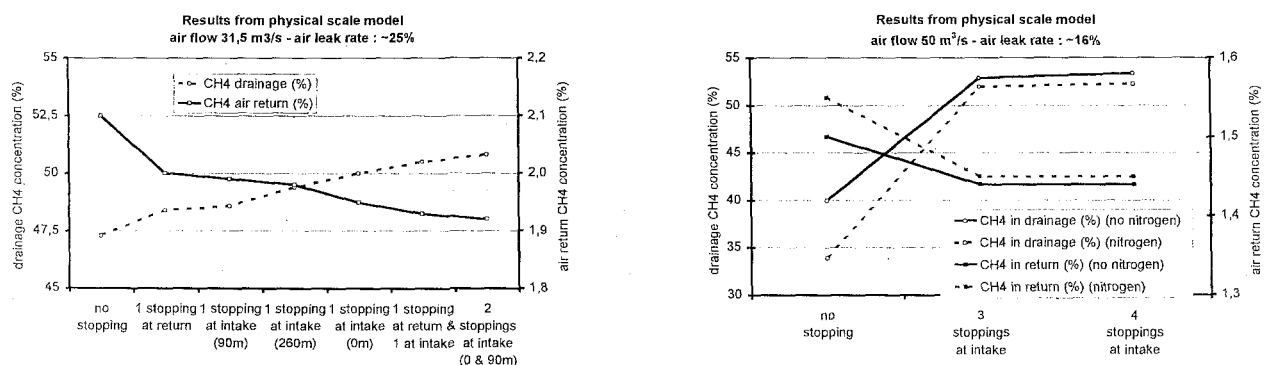 Results from physical scale model
air flow 31,5 m3/s - air leak rate : ~25%
drainage CH4 concentration (%)
55
52,5
50
47,5
45
CH4 drainage (%)
CH4 air return (%)
2,2
2,1
2,0
1,9
1,8
air return CH4 concentration (%)
no stopping
1 stopping at return
1 stopping at intake (90m)
1 stopping at intake (260m)
1 stopping at intake (0m)
1 stopping at return & 1 at intake
2 stoppings at intake (0 & 90m)
Results from physical scale model
air flow 50 m³/s - air leak rate : ~16%
drainage CH4 concentration (%)
55
50
45
40
35
30
CH4 in drainage (%) (no nitrogen)
CH4 in drainage (%) (nitrogen)
CH4 in return (%) (no nitrogen)
CH4 in return (%) (nitrogen)
1,6
1,5
1,4
1,3
air return CH4 concentration (%)
no stopping
3 stoppings at intake
4 stoppings at intake